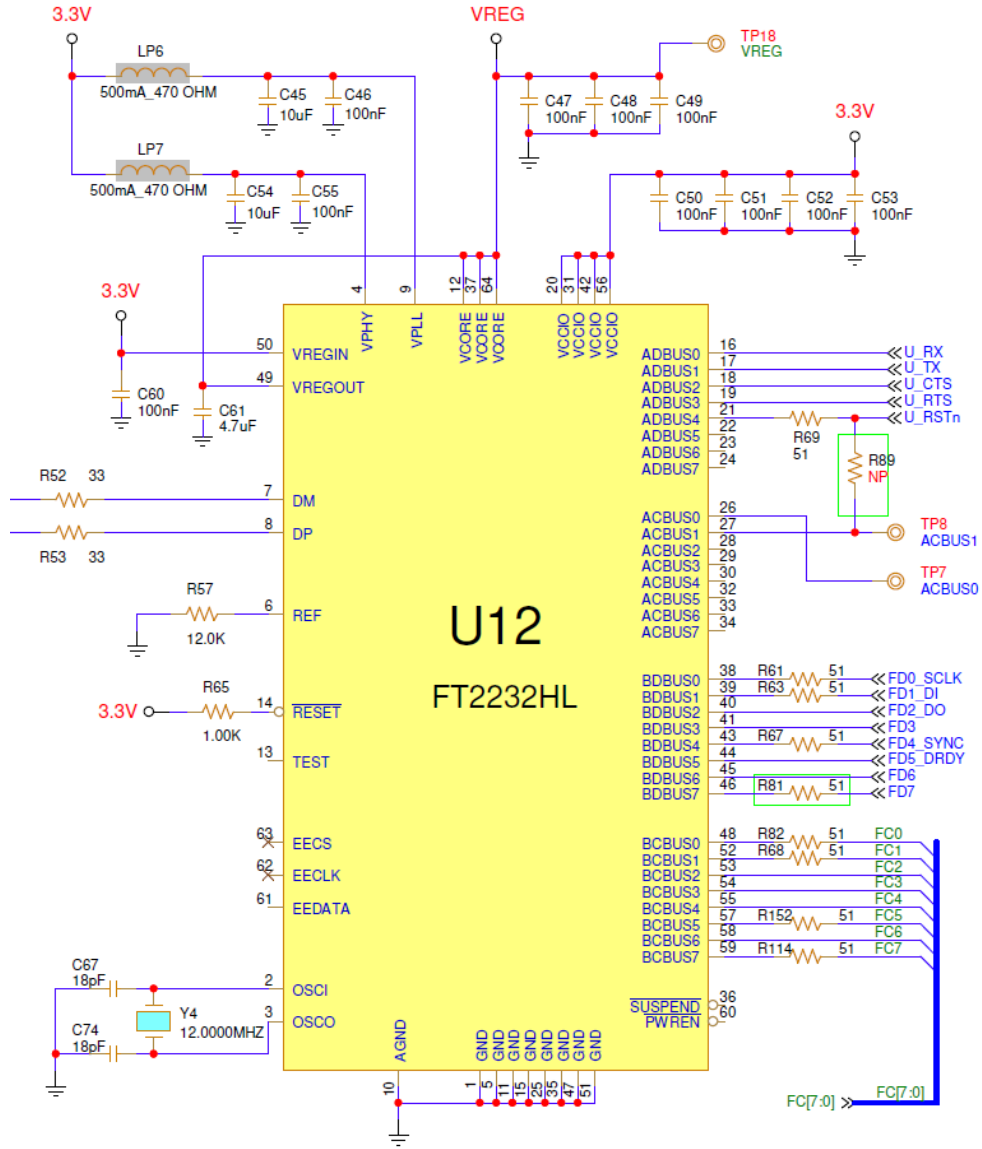 3.3V
VREG
LP6
500mA_470 OHM
C45
10uF
C46
100nF
TP18
VREG
C47
100nF
C48
100nF
C49
100nF
3.3V
LP7
500mA_470 OHM
C54
10uF
C55
100nF
C50
100nF
C51
100nF
C52
100nF
C53
100nF
3.3V
C60
100nF
C61
4.7uF
4
9
12
37
64
20
31
42
56
VPHY
VPLL
VCORE
VCORE
VCORE
VCCIO
VCCIO
VCCIO
VCCIO
50 VREGIN
49 VREGOUT
R52 33
7 DM
8 DP
R53 33
R57
12.0K
6 REF
3.3V
R65
1.00K
14 RESET
13 TEST
63 EECS
62 EECLK
61 EEDATA
C67
18pF
C74
18pF
Y4
12.0000MHZ
2 OSCI
3 OSCO
U12
FT2232HL
ADBUS0 16 U_RX
ADBUS1 17 U_TX
ADBUS2 18 U_CTS
ADBUS3 19 U_RTS
ADBUS4 21 U_RSTn
R69
51
ADBUS5 22
ADBUS6 23
ADBUS7 24
R89
NP
ACBUS0 26
ACBUS1 27
ACBUS2 28
ACBUS3 29
ACBUS4 30
ACBUS5 32
ACBUS6 33
ACBUS7 34
TP8
ACBUS1
TP7
ACBUS0
BDBUS0 38 R61 51 FD0_SCLK
BDBUS1 39 R63 51 FD1_DI
BDBUS2 40 FD2_DO
BDBUS3 41 FD3
BDBUS4 43 R67 51 FD4_SYNC
BDBUS5 44 FD5_DRDY
BDBUS6 45 FD6
BDBUS7 46 R81 51 FD7
BCBUS0 48 R82 51 FC0
BCBUS1 52 R68 51 FC1
BCBUS2 53 FC2
BCBUS3 54 FC3
BCBUS4 55 FC4
BCBUS5 57 R152 51 FC5
BCBUS6 58 FC6
BCBUS7 59 R114 51 FC7
SUSPEND 36
PWREN 60
AGND
GND
GND
GND
GND
GND
GND
GND
GND
10
1
5
11
15
25
35
47
51
FC[7:0]
FC[7:0]